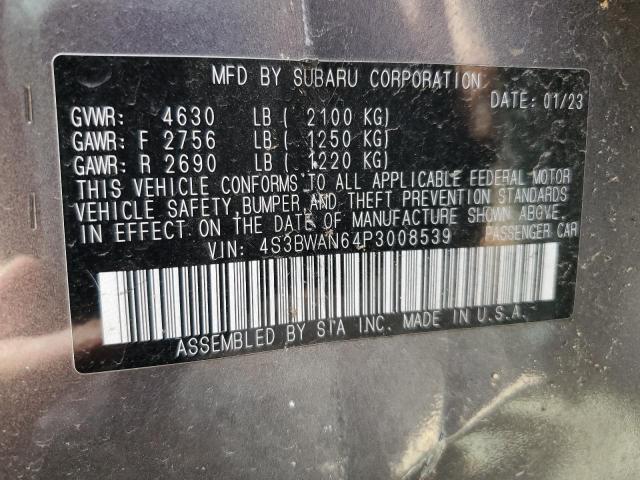 MFD BY SUBARU CORPORATION
DATE: 01/23
GVWR: 4630 LB ( 2100 KG)
GAWR: F 2756 LB ( 1250 KG)
GAWR: R 2690 LB ( 1220 KG)
THIS VEHICLE CONFORMS TO ALL APPLICABLE FEDERAL MOTOR
VEHICLE SAFETY,BUMPER,AND THEFT PREVENTION STANDARDS
IN EFFECT ON THE DATE OF MANUFACTURE SHOWN ABOVE.
VIN: 4S3BWAN64P3008539 PASSENGER CAR
ASSEMBLED BY SIA INC. MADE IN U.S.A.